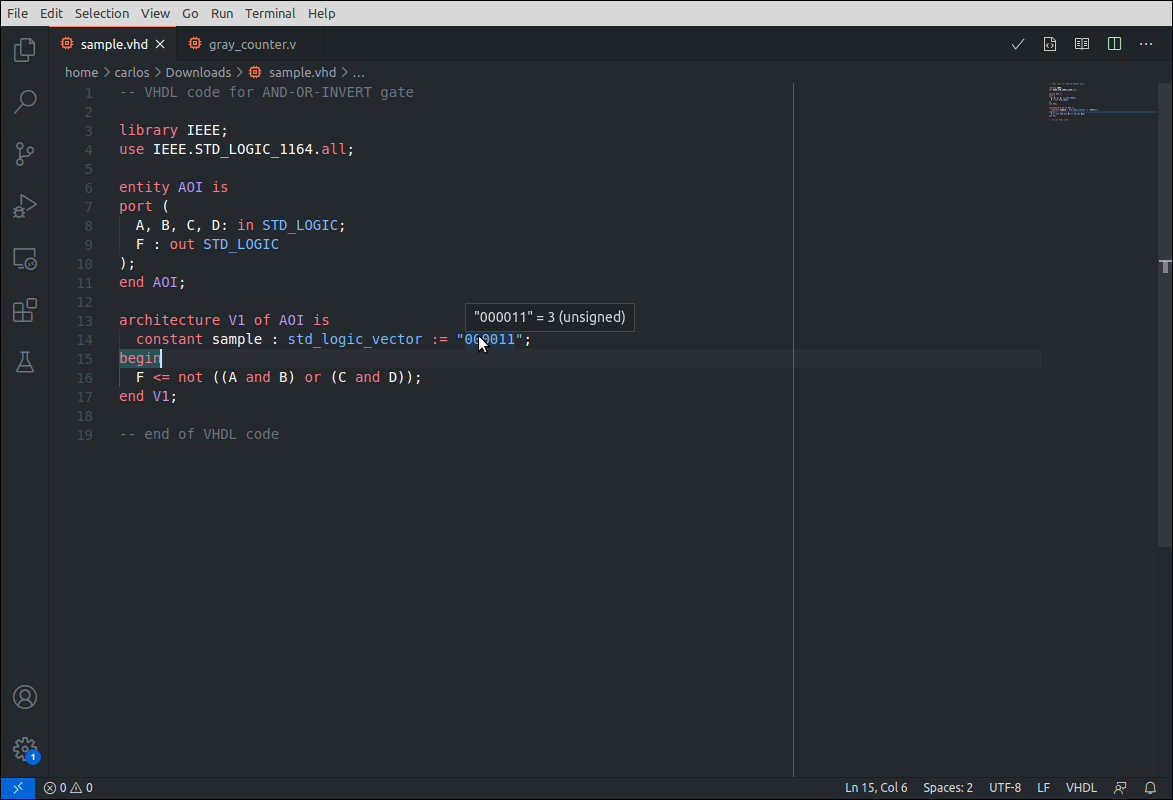 File Edit Selection View Go Run Terminal Help
sample.vhd gray_counter.v
home > carlos > Downloads > sample.vhd > ...
1 -- VHDL code for AND-OR-INVERT gate
2
3 library IEEE;
4 use IEEE.STD_LOGIC_1164.all;
5
6 entity AOI is
7 port (
8 A, B, C, D: in STD_LOGIC;
9 F : out STD_LOGIC
10 );
11 end AOI;
12
"000011" = 3 (unsigned)
13 architecture V1 of AOI is
14 constant sample : std_logic_vector := "000011";
15 begin
16 F <= not ((A and B) or (C and D));
17 end V1;
18
19 -- end of VHDL code
1
0 0 Ln 15, Col 6 Spaces: 2 UTF-8 LF VHDL